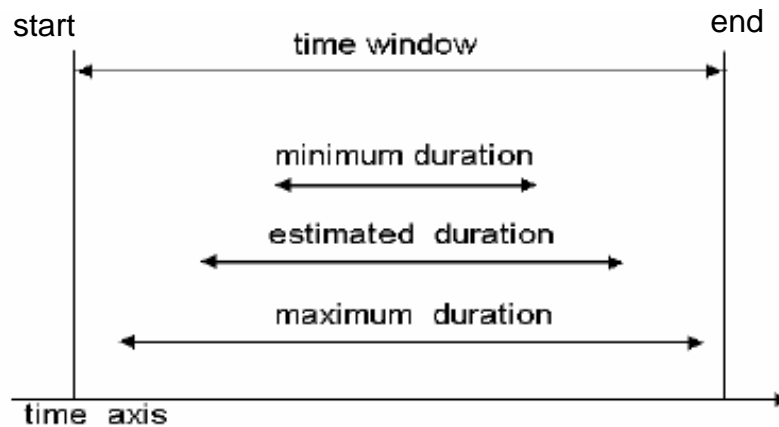 start
end
time window
minimum duration
estimated duration
maximum duration
time axis